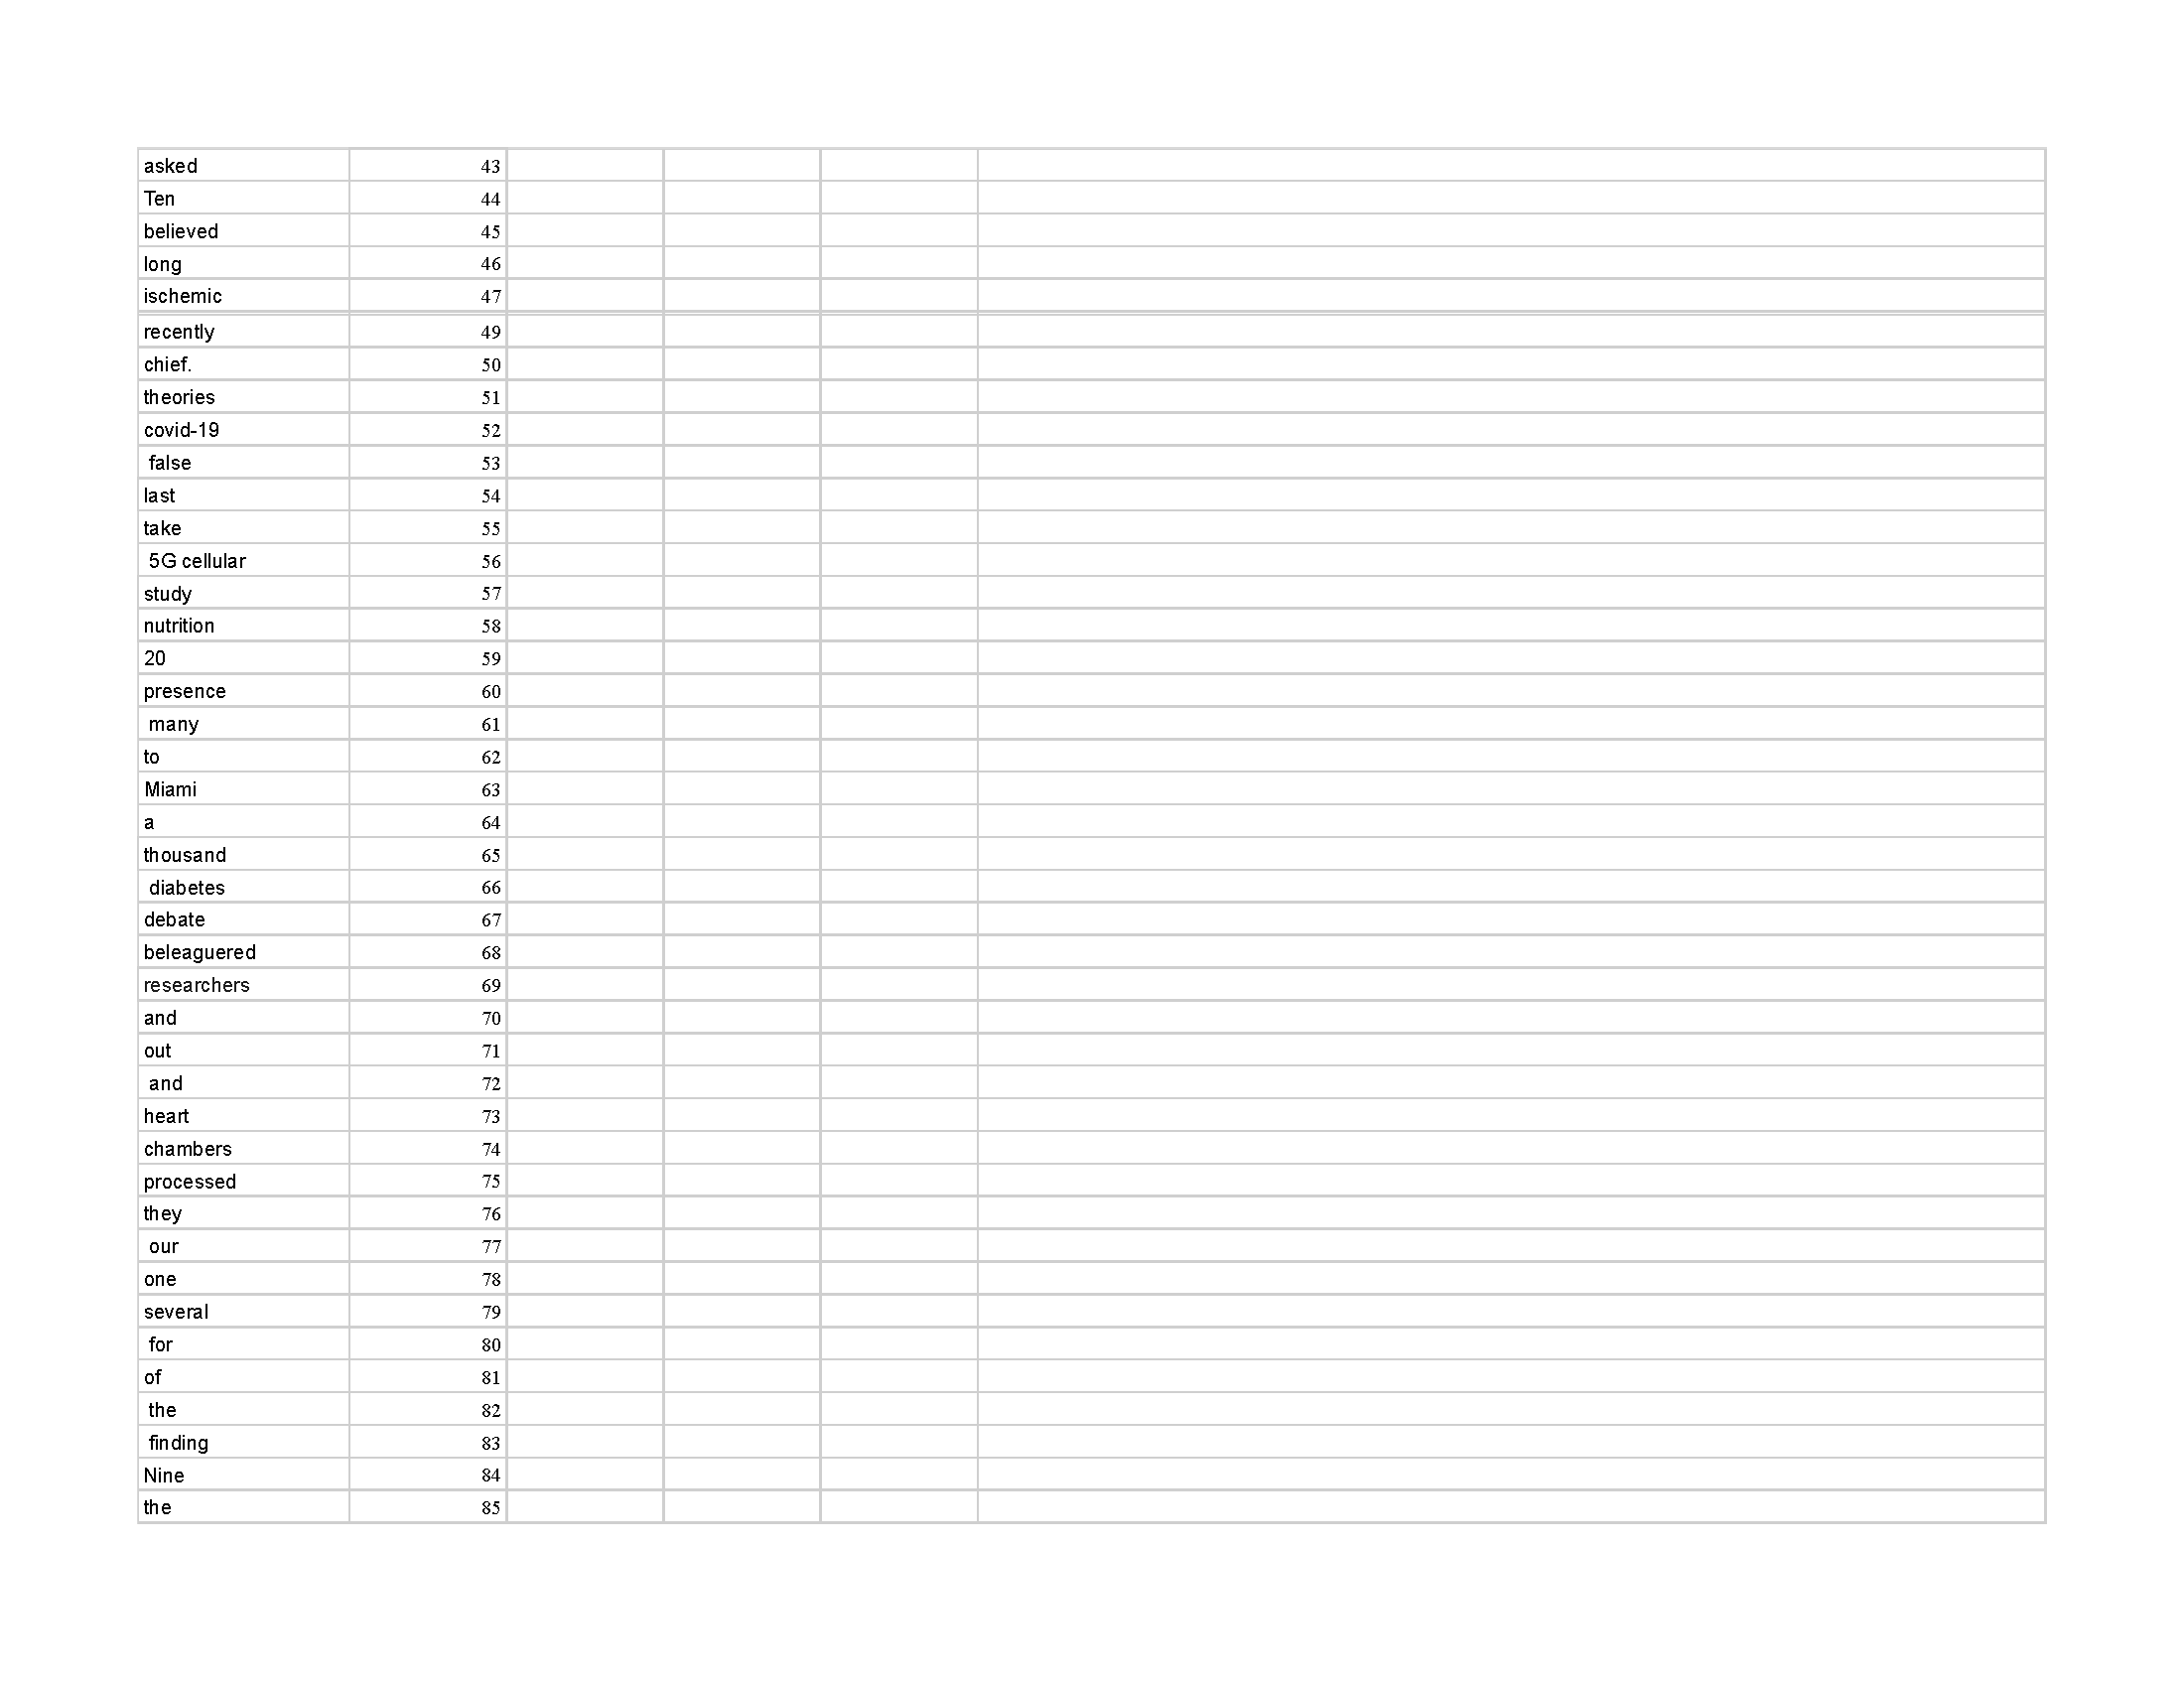 asked 43
Ten 44
believed 45
long 46
ischemic 47
recently 49
chief. 50
theories 51
covid-19 52
false 53
last 54
take 55
5G cellular 56
study 57
nutrition 58
20 59
presence 60
many 61
to 62
Miami 63
a 64
thousand 65
diabetes 66
debate 67
beleaguered 68
researchers 69
and 70
out 71
and 72
heart 73
chambers 74
processed 75
they 76
our 77
one 78
several 79
for 80
of 81
the 82
finding 83
Nine 84
the 85